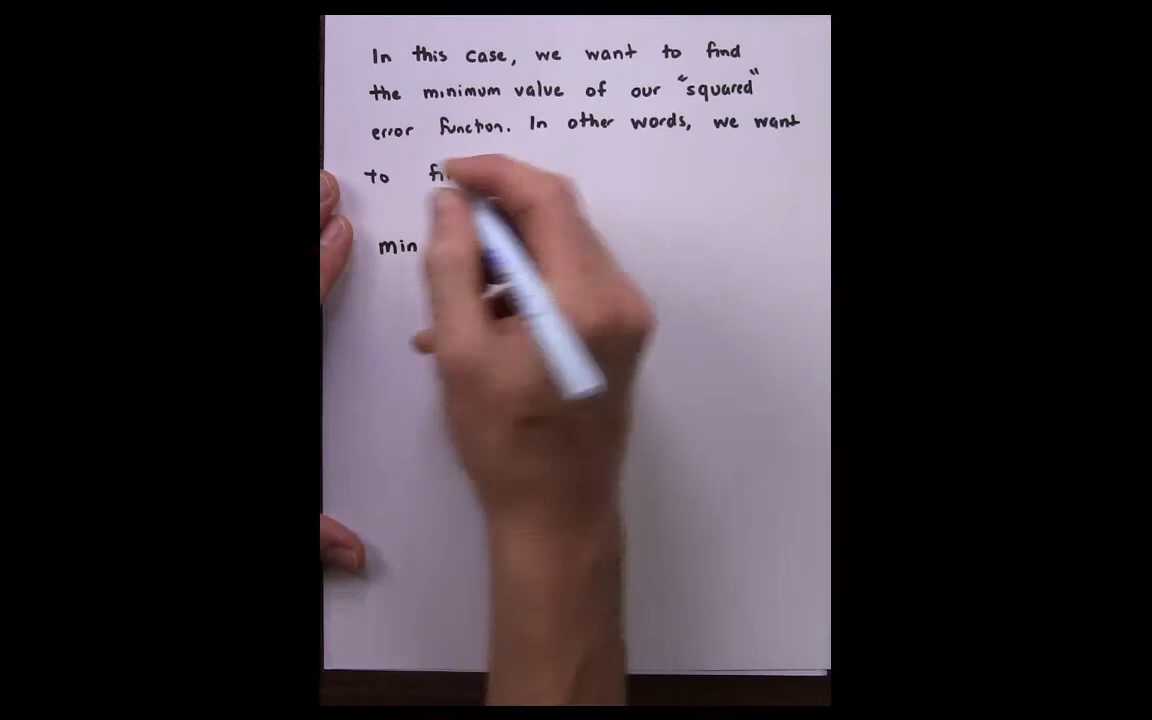 In this case, we want to find
the minimum value of our "squared"
error function. In other words, we want
to
min